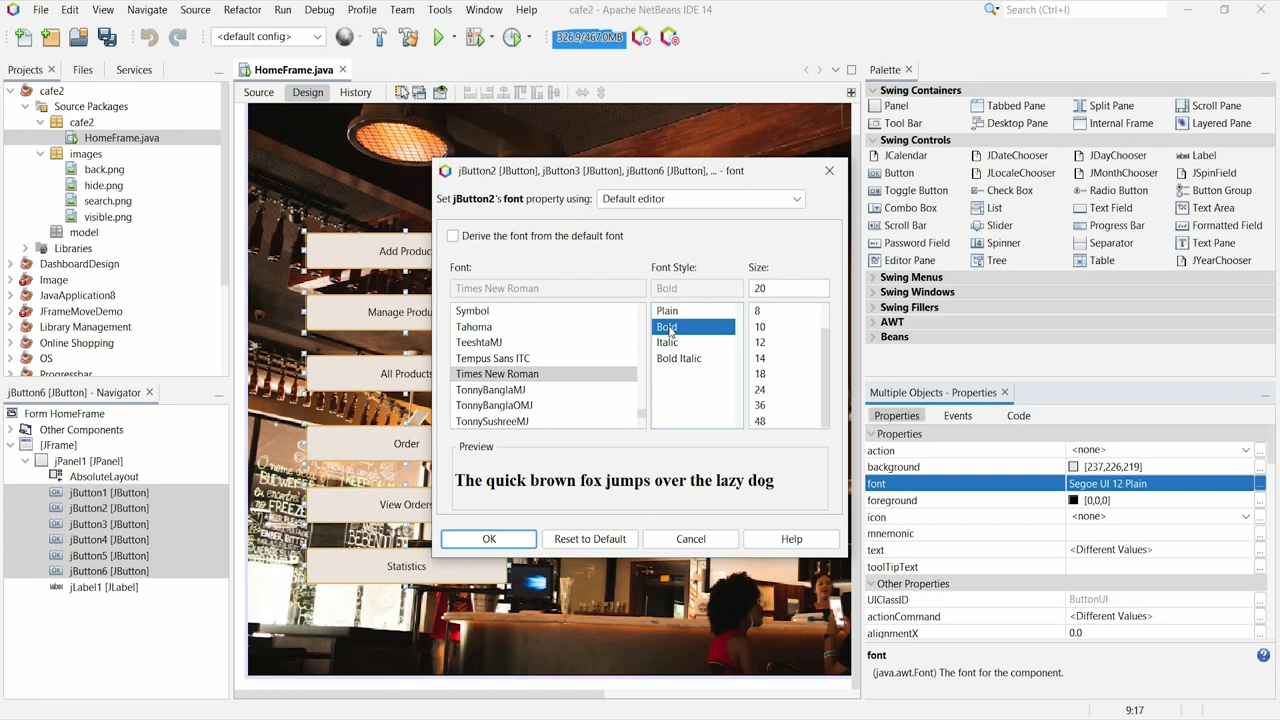 File Edit View Navigate Source Refactor Run Debug Profile Team Tools Window Help
cafe2 - Apache NetBeans IDE 14
Search (Ctrl+I)
<default config>
326.9/467.0MB
Projects Files Services
cafe2
Source Packages
cafe2
HomeFrame.java
images
back.png
hide.png
search.png
visible.png
model
Libraries
DashboardDesign
Image
JavaApplication8
JFrameMoveDemo
Library Management
Online Shopping
OS
Progressbar
jButton6 [JButton] - Navigator
Form HomeFrame
Other Components
[JFrame]
jPanel1 [JPanel]
AbsoluteLayout
jButton1 [JButton]
jButton2 [JButton]
jButton3 [JButton]
jButton4 [JButton]
jButton5 [JButton]
jButton6 [JButton]
jLabel1 [JLabel]
HomeFrame.java
Source Design History
Add Produc
Manage Produ
All Products
Order
View Orders
Statistics
jButton2 [JButton], jButton3 [JButton], jButton6 [JButton], ... - font
Set jButton2's font property using: Default editor
Derive the font from the default font
Font: Font Style: Size:
Times New Roman Bold 20
Symbol Plain 8
Tahoma Bold 10
TeeshtaMJ Italic 12
Tempus Sans ITC Bold Italic 14
Times New Roman 18
TonnyBanglaMJ 24
TonnyBanglaOMJ 36
TonnySushreeMJ 48
Preview
The quick brown fox jumps over the lazy dog
OK Reset to Default Cancel Help
Palette
Swing Containers
Panel Tabbed Pane Split Pane Scroll Pane
Tool Bar Desktop Pane Internal Frame Layered Pane
Swing Controls
JCalendar JDateChooser JDayChooser Label
Button JLocaleChooser JMonthChooser JSpinField
Toggle Button Check Box Radio Button Button Group
Combo Box List Text Field Text Area
Scroll Bar Slider Progress Bar Formatted Field
Password Field Spinner Separator Text Pane
Editor Pane Tree Table JYearChooser
Swing Menus
Swing Windows
Swing Fillers
AWT
Beans
Multiple Objects - Properties
Properties Events Code
Properties
action <none>
background [237,226,219]
font Segoe UI 12 Plain
foreground [0,0,0]
icon <none>
mnemonic
text <Different Values>
toolTipText
Other Properties
UIClassID ButtonUI
actionCommand <Different Values>
alignmentX 0.0
font
(java.awt.Font) The font for the component.
9:17